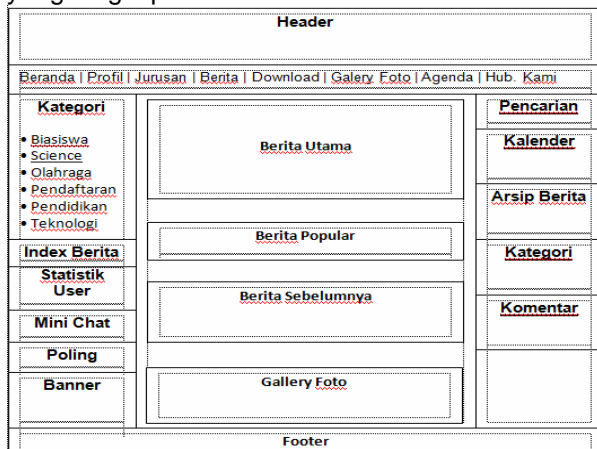 Header
Beranda | Profil | Jurusan | Berita | Download | Galery Foto | Agenda | Hub. Kami
Kategori
• Biasiswa
• Science
• Olahraga
• Pendaftaran
• Pendidikan
• Teknologi
Index Berita
Statistik
User
Mini Chat
Poling
Banner
Berita Utama
Berita Popular
Berita Sebelumnya
Gallery Foto
Pencarian
Kalender
Arsip Berita
Kategori
Komentar
Footer